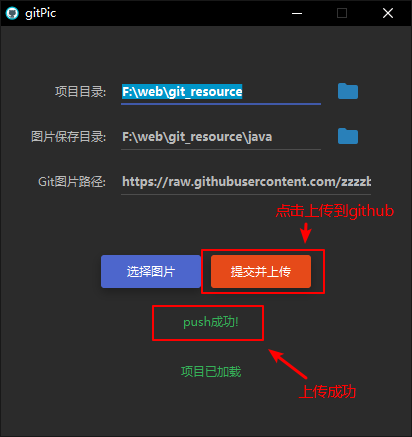 gitPic
项目目录: F:\web\git_resource
图片保存目录: F:\web\git_resource\java
Git图片路径: https://raw.githubusercontent.com/zzzzb
点击上传到github
选择图片 提交并上传
push成功!
项目已加载
上传成功